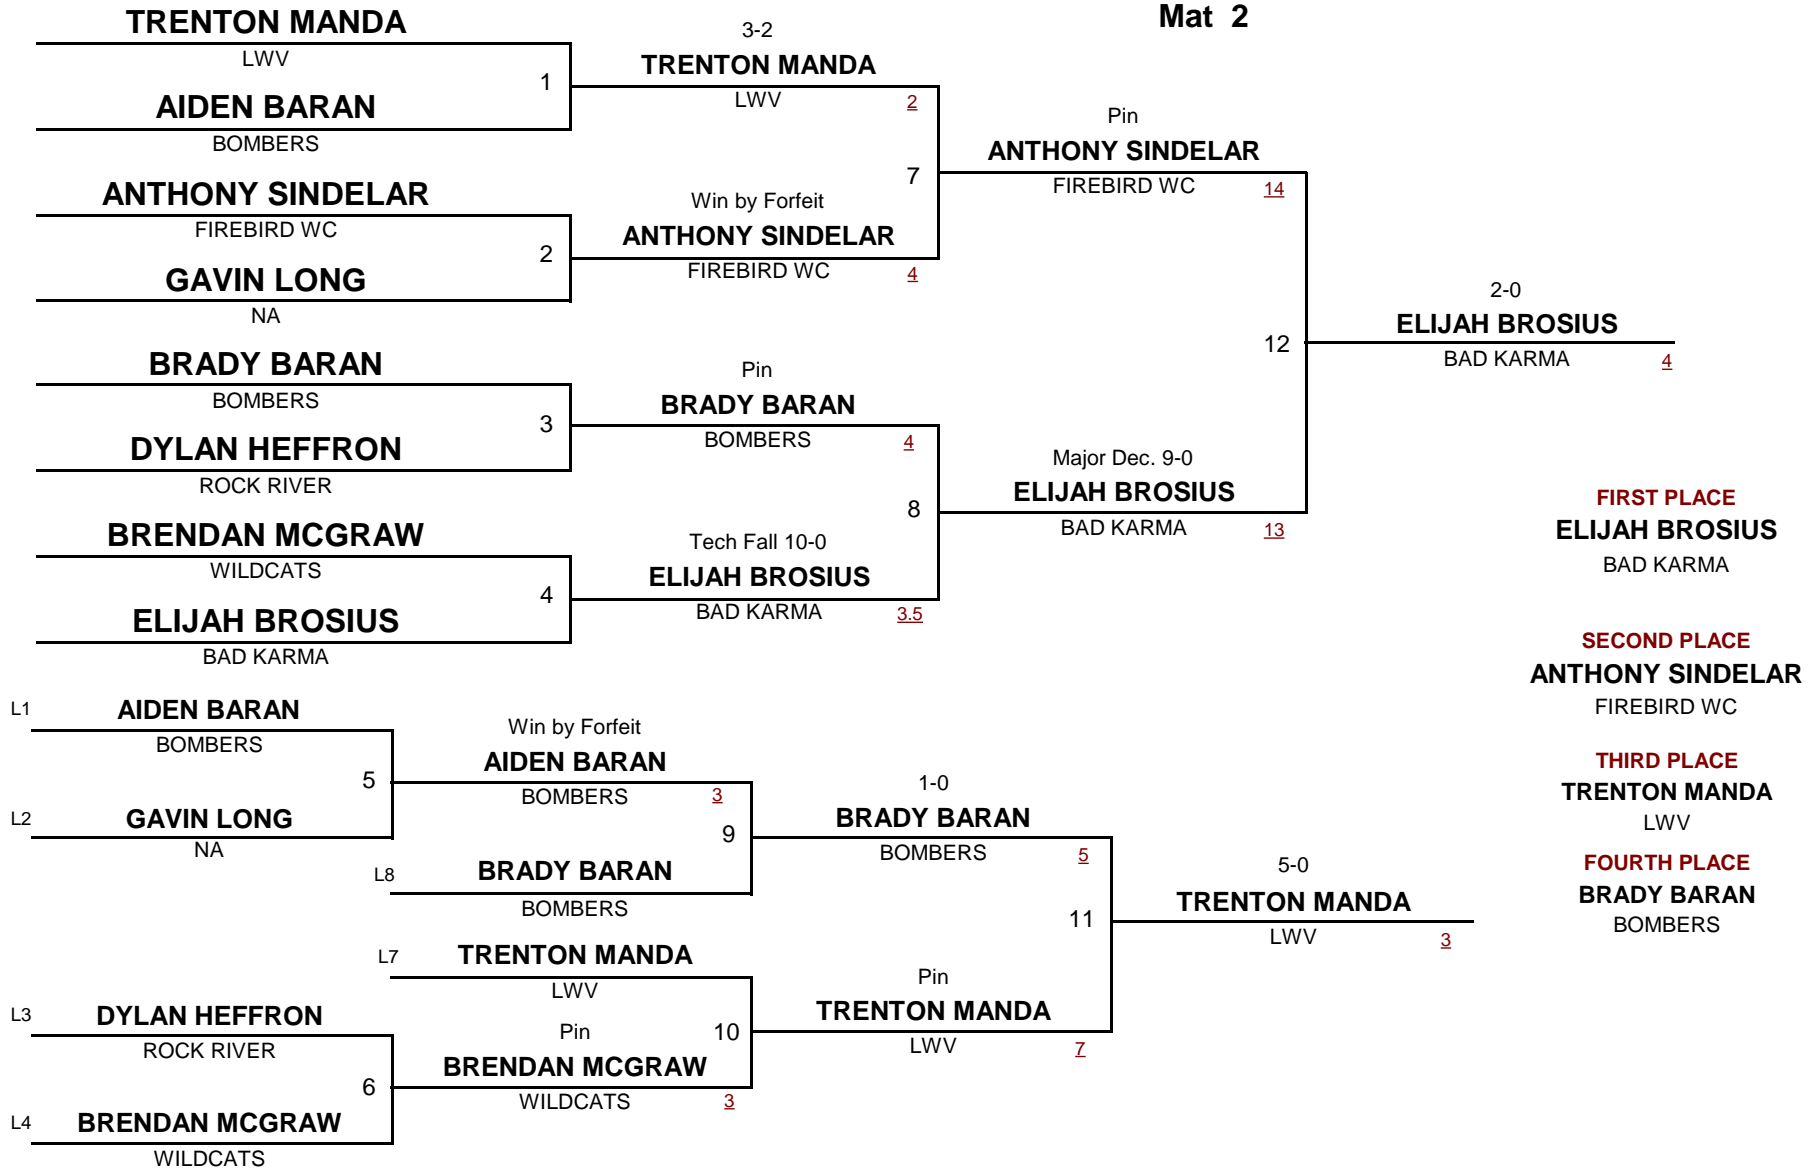 Mat 2
TRENTON MANDA
LWV
1
AIDEN BARAN
BOMBERS
ANTHONY SINDELAR
FIREBIRD WC
2
GAVIN LONG
NA
BRADY BARAN
BOMBERS
3
DYLAN HEFFRON
ROCK RIVER
BRENDAN MCGRAW
WILDCATS
4
ELIJAH BROSIUS
BAD KARMA
3-2
TRENTON MANDA
LWV
2
7
Win by Forfeit
ANTHONY SINDELAR
FIREBIRD WC
4
Pin
BRADY BARAN
BOMBERS
4
8
Tech Fall 10-0
ELIJAH BROSIUS
BAD KARMA
3.5
Pin
ANTHONY SINDELAR
FIREBIRD WC
14
12
Major Dec. 9-0
ELIJAH BROSIUS
BAD KARMA
13
2-0
ELIJAH BROSIUS
BAD KARMA
4
L1
AIDEN BARAN
BOMBERS
5
L2
GAVIN LONG
NA
L3
DYLAN HEFFRON
ROCK RIVER
6
L4
BRENDAN MCGRAW
WILDCATS
Win by Forfeit
AIDEN BARAN
BOMBERS
3
9
L8
BRADY BARAN
BOMBERS
L7
TRENTON MANDA
LWV
10
Pin
BRENDAN MCGRAW
WILDCATS
3
1-0
BRADY BARAN
BOMBERS
5
11
Pin
TRENTON MANDA
LWV
7
5-0
TRENTON MANDA
LWV
3
FIRST PLACE
ELIJAH BROSIUS
BAD KARMA
SECOND PLACE
ANTHONY SINDELAR
FIREBIRD WC
THIRD PLACE
TRENTON MANDA
LWV
FOURTH PLACE
BRADY BARAN
BOMBERS